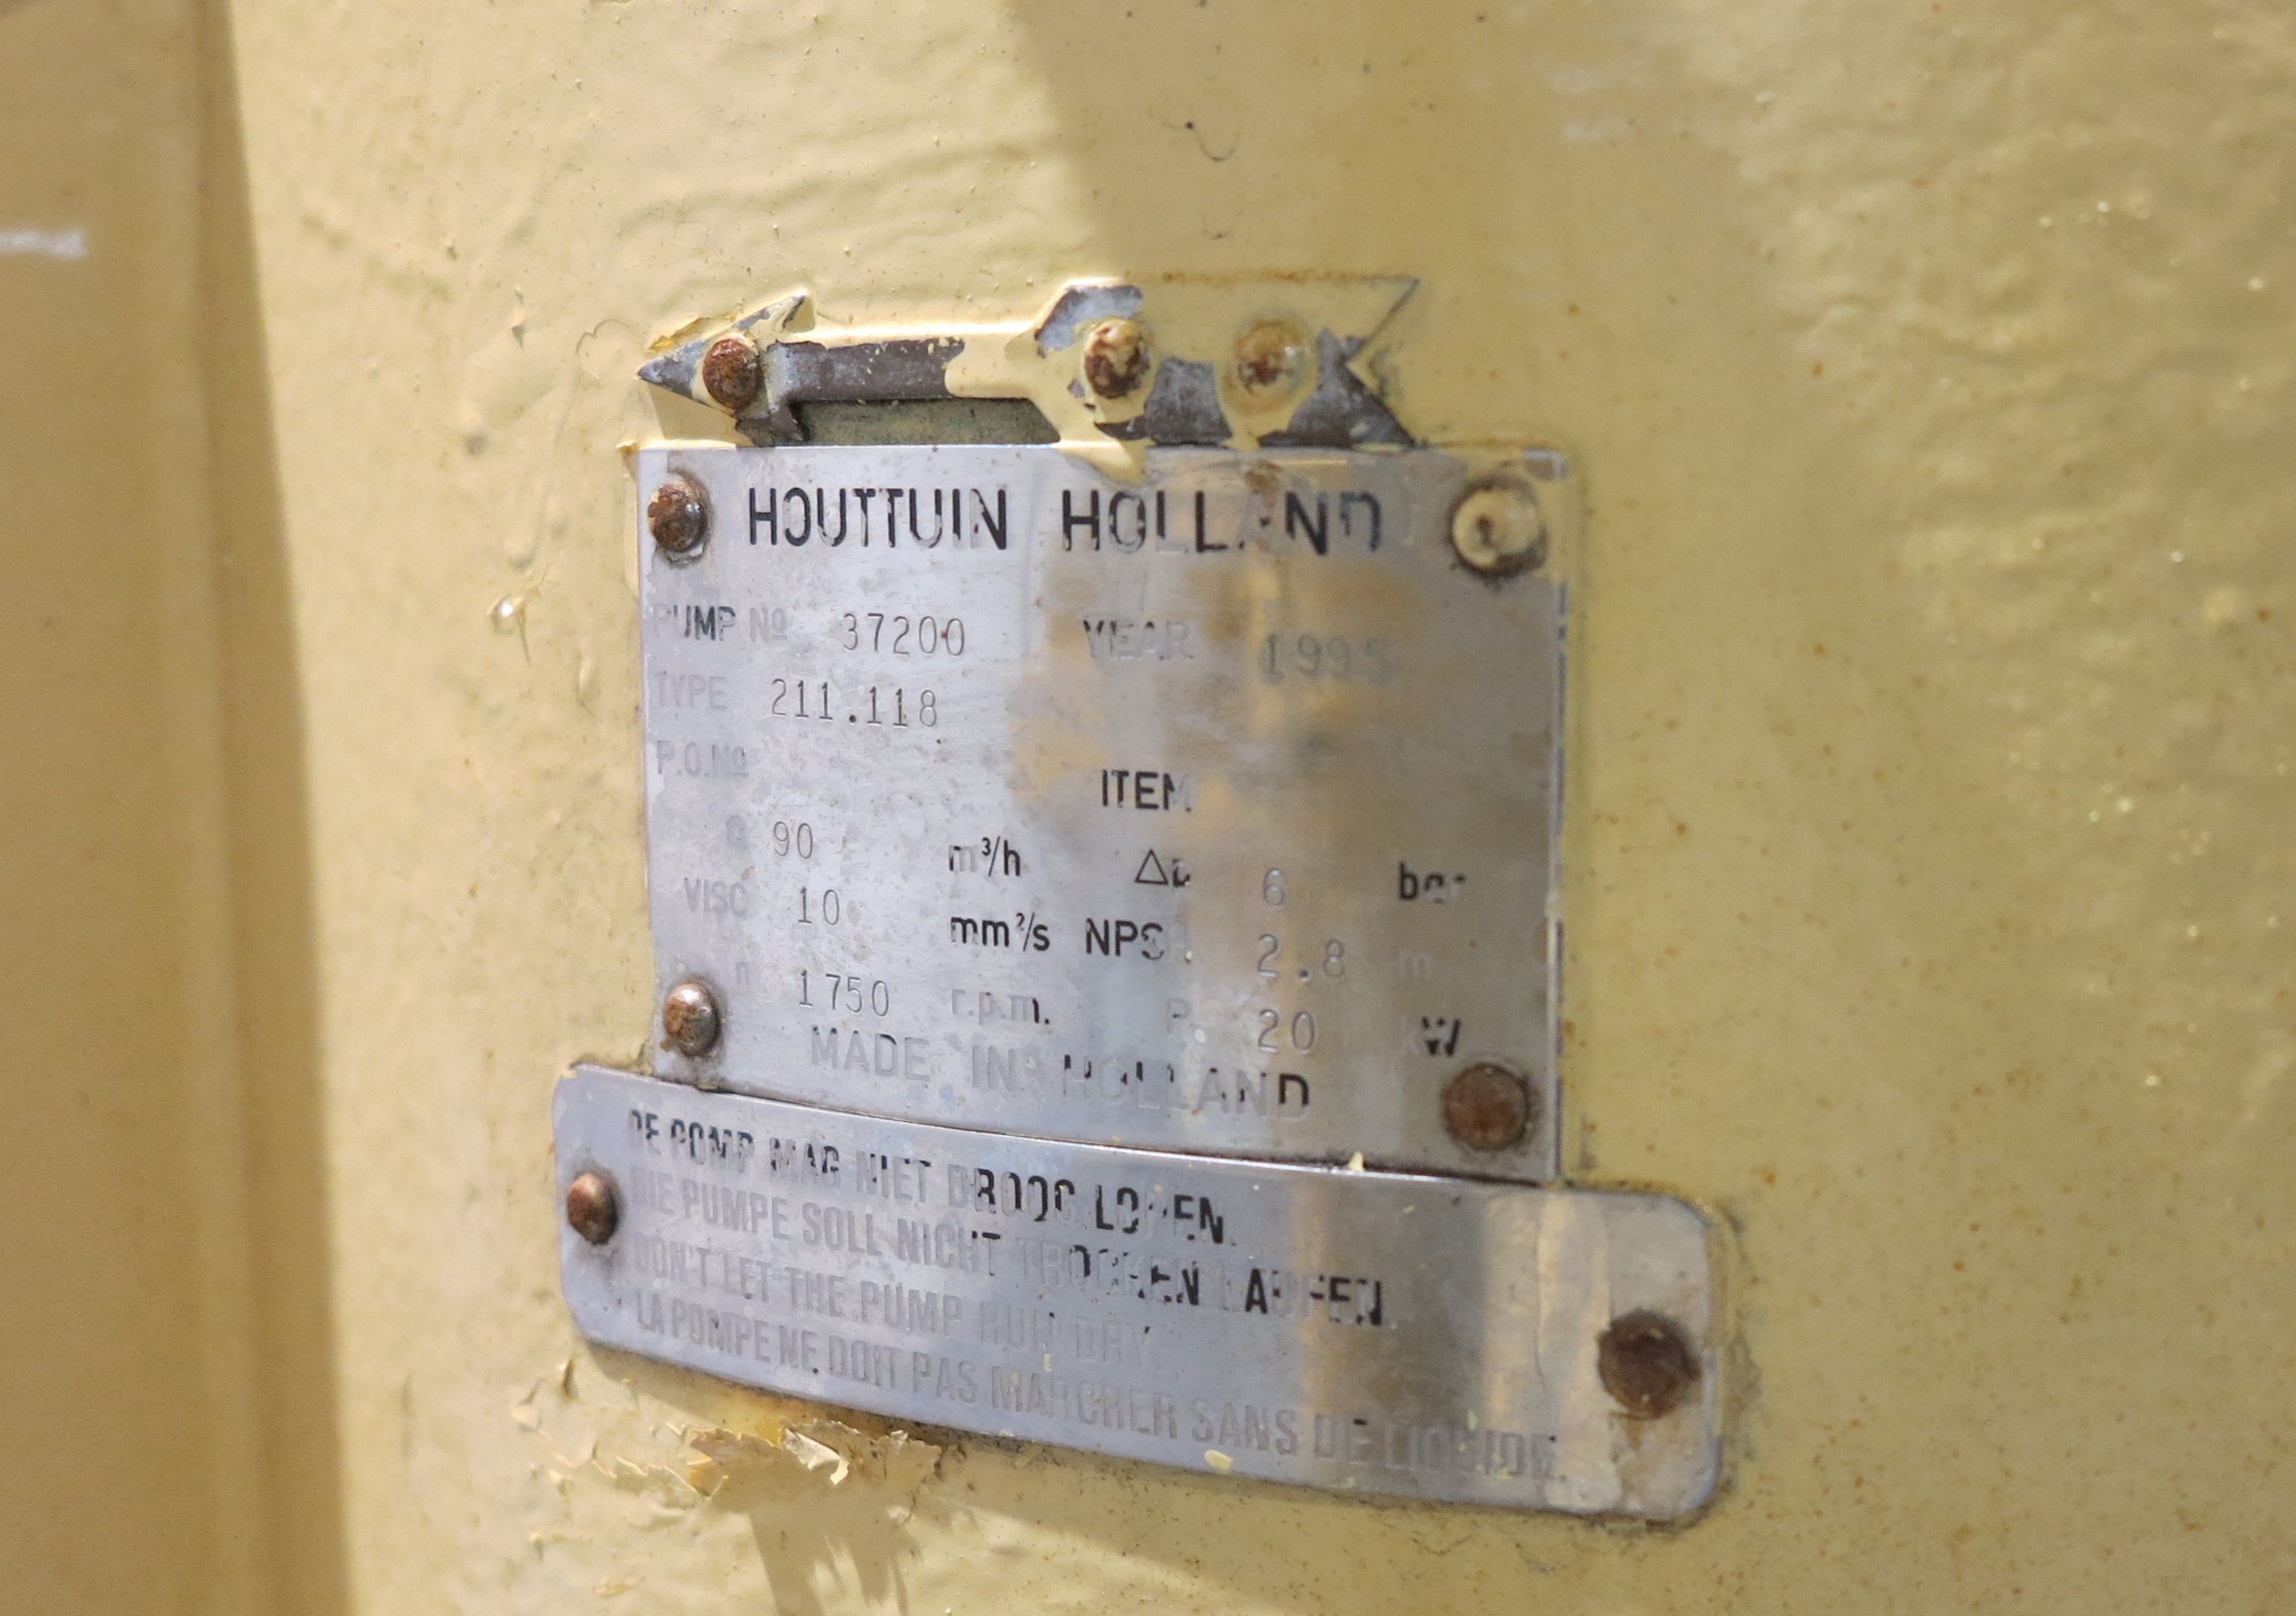 HOUTTUIN HOLLAND
PUMP Nº 37200 YEAR 1995
TYPE 211.118
P.O.Nº ITEM
Q 90 m³/h Δp 6 bar
VISC 10 mm²/s NPSH 2.8 m
n 1750 r.p.m. P 20 kW
MADE IN HOLLAND
DE POMP MAG NIET DROOG LOPEN.
DIE PUMPE SOLL NICHT TROCKEN LAUFEN.
DON'T LET THE PUMP RUN DRY
LA POMPE NE DOIT PAS MARCHER SANS DE LIQUIDE.